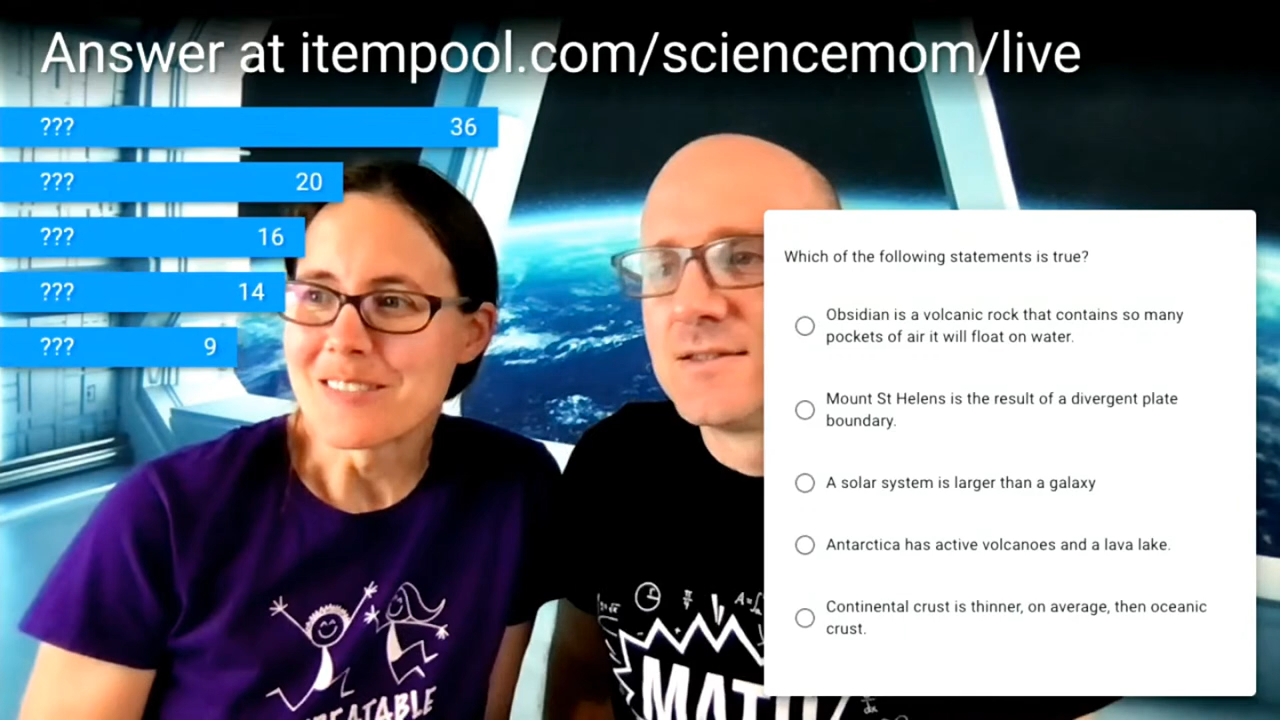 Answer at itempool.com/sciencemom/live
??? 36
??? 20
??? 16
??? 14
??? 9
Which of the following statements is true?
Obsidian is a volcanic rock that contains so many
pockets of air it will float on water.
Mount St Helens is the result of a divergent plate
boundary.
A solar system is larger than a galaxy
Antarctica has active volcanoes and a lava lake.
Continental crust is thinner, on average, then oceanic
crust.